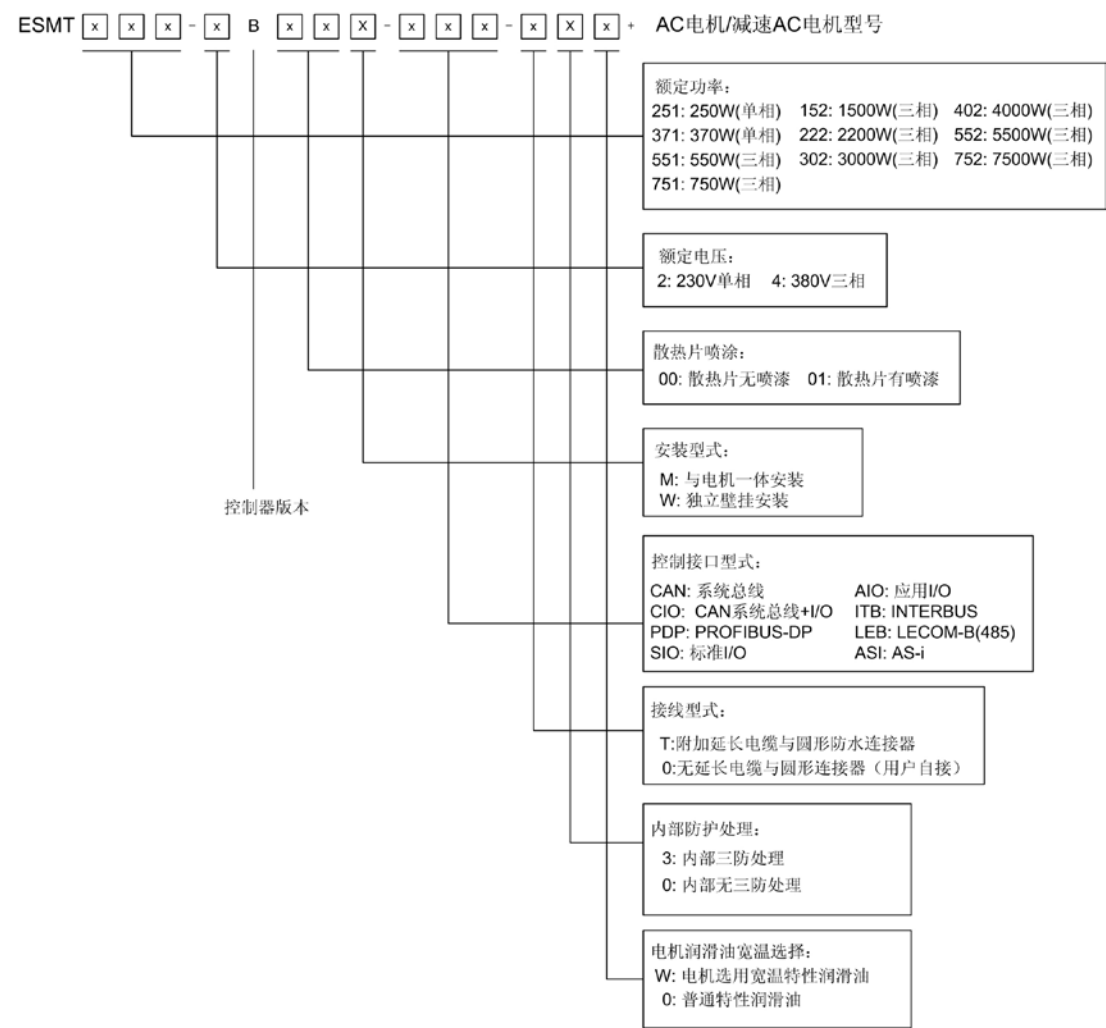 ESMT x x x - x B x x X - x x x - x X x + AC电机/减速AC电机型号
额定功率：
251: 250W(单相) 152: 1500W(三相) 402: 4000W(三相)
371: 370W(单相) 222: 2200W(三相) 552: 5500W(三相)
551: 550W(三相) 302: 3000W(三相) 752: 7500W(三相)
751: 750W(三相)
额定电压：
2: 230V单相 4: 380V三相
散热片喷涂：
00: 散热片无喷漆 01: 散热片有喷漆
安装型式：
M: 与电机一体安装
W: 独立壁挂安装
控制器版本
控制接口型式：
CAN: 系统总线 AIO: 应用I/O
CIO: CAN系统总线+I/O ITB: INTERBUS
PDP: PROFIBUS-DP LEB: LECOM-B(485)
SIO: 标准I/O ASI: AS-i
接线型式：
T:附加延长电缆与圆形防水连接器
0:无延长电缆与圆形连接器（用户自接）
内部防护处理：
3: 内部三防处理
0: 内部无三防处理
电机润滑油宽温选择：
W: 电机选用宽温特性润滑油
0: 普通特性润滑油